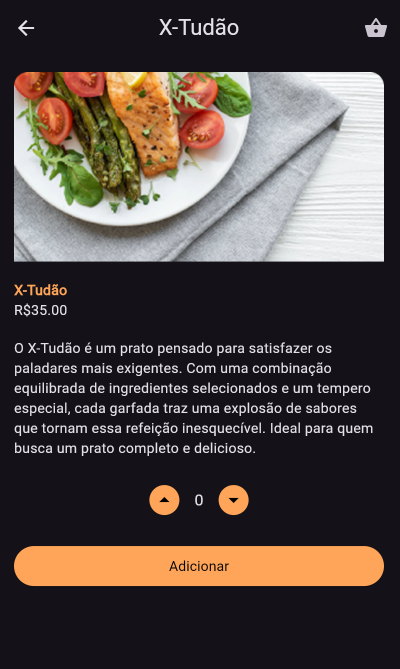 X-Tudão
X-Tudão
R$35.00
O X-Tudão é um prato pensado para satisfazer os
paladares mais exigentes. Com uma combinação
equilibrada de ingredientes selecionados e um tempero
especial, cada garfada traz uma explosão de sabores
que tornam essa refeição inesquecível. Ideal para quem
busca um prato completo e delicioso.
0
Adicionar